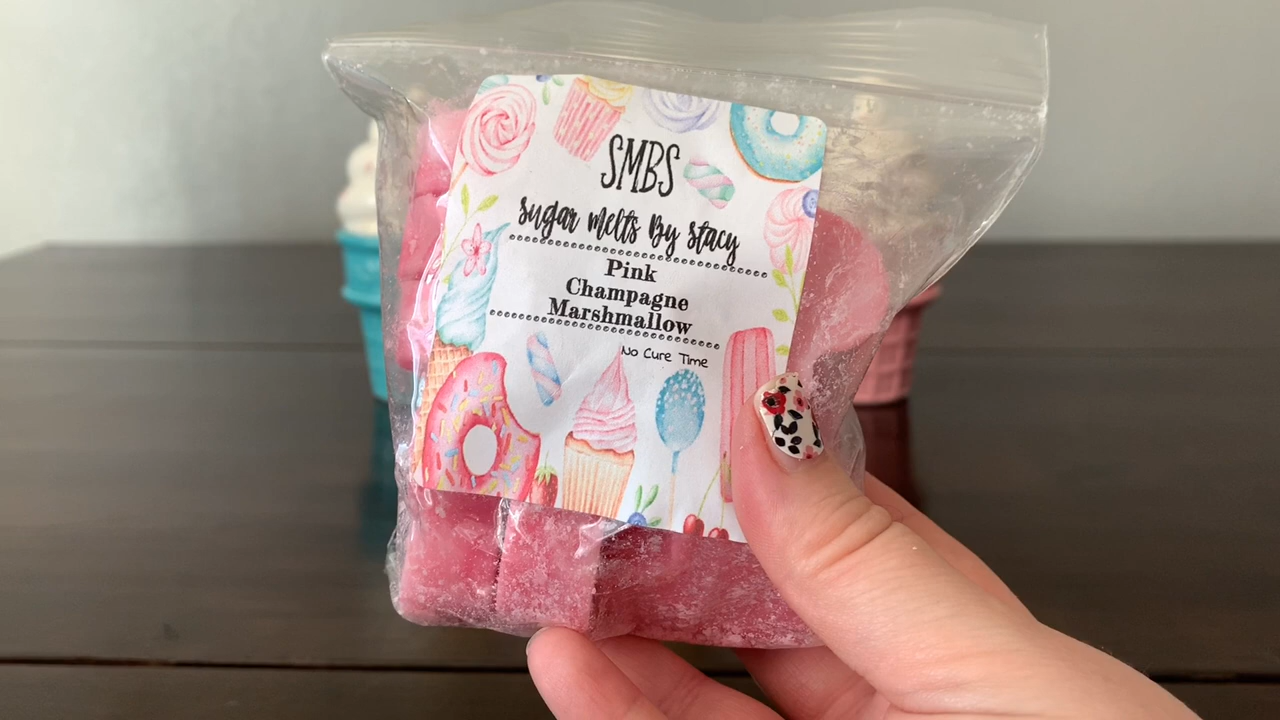 SMBS
Sugar Melts By Stacy
Pink
Champagne
Marshmallow
No Cure Time